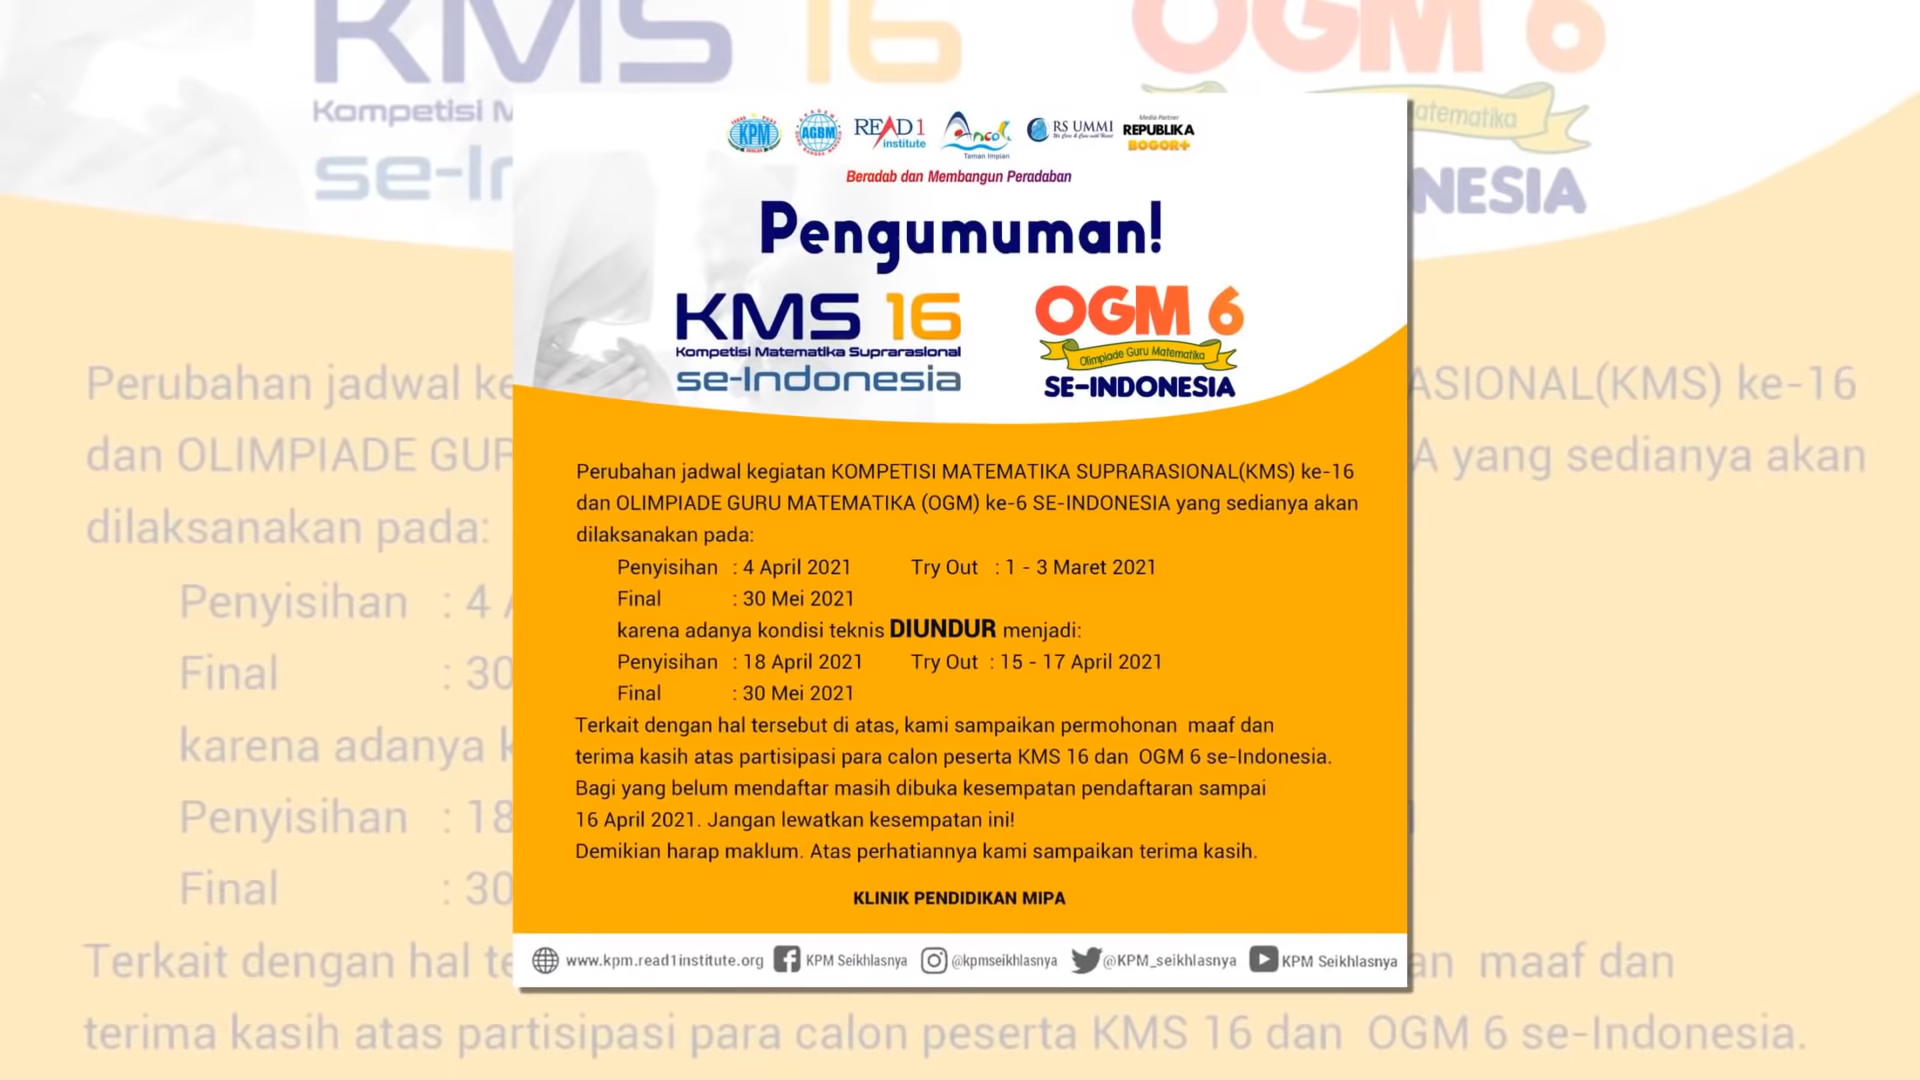 KPM
AGBM
READ 1
institute
Ancol
Taman Impian
RS UMMI
Media Partner
REPUBLIKA
BOGOR+
Beradab dan Membangun Peradaban
Pengumuman!
KMS 16
Kompetisi Matematika Suprarasional
se-Indonesia
OGM 6
Olimpiade Guru Matematika
SE-INDONESIA
Perubahan jadwal kegiatan KOMPETISI MATEMATIKA SUPRARASIONAL(KMS) ke-16
dan OLIMPIADE GURU MATEMATIKA (OGM) ke-6 SE-INDONESIA yang sedianya akan
dilaksanakan pada:
Penyisihan : 4 April 2021 Try Out : 1 - 3 Maret 2021
Final : 30 Mei 2021
karena adanya kondisi teknis DIUNDUR menjadi:
Penyisihan : 18 April 2021 Try Out : 15 - 17 April 2021
Final : 30 Mei 2021
Terkait dengan hal tersebut di atas, kami sampaikan permohonan maaf dan
terima kasih atas partisipasi para calon peserta KMS 16 dan OGM 6 se-Indonesia.
Bagi yang belum mendaftar masih dibuka kesempatan pendaftaran sampai
16 April 2021. Jangan lewatkan kesempatan ini!
Demikian harap maklum. Atas perhatiannya kami sampaikan terima kasih.
KLINIK PENDIDIKAN MIPA
www.kpm.read1institute.org KPM Seikhlasnya @kpmseikhlasnya @KPM_seikhlasnya KPM Seikhlasnya